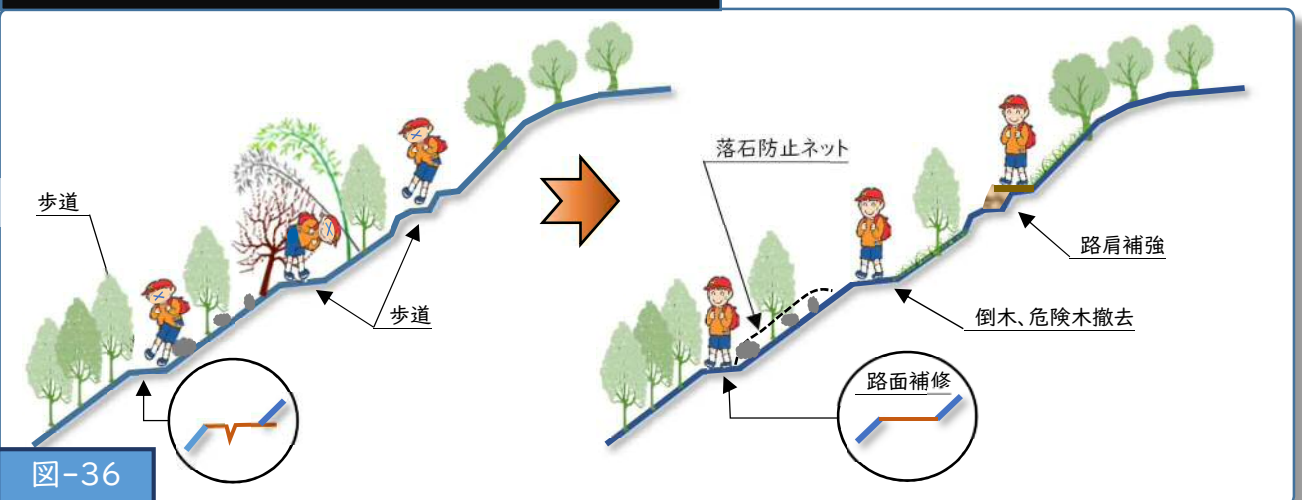 歩道
歩道
落石防止ネット
路肩補強
倒木、危険木撤去
路面補修
図-36